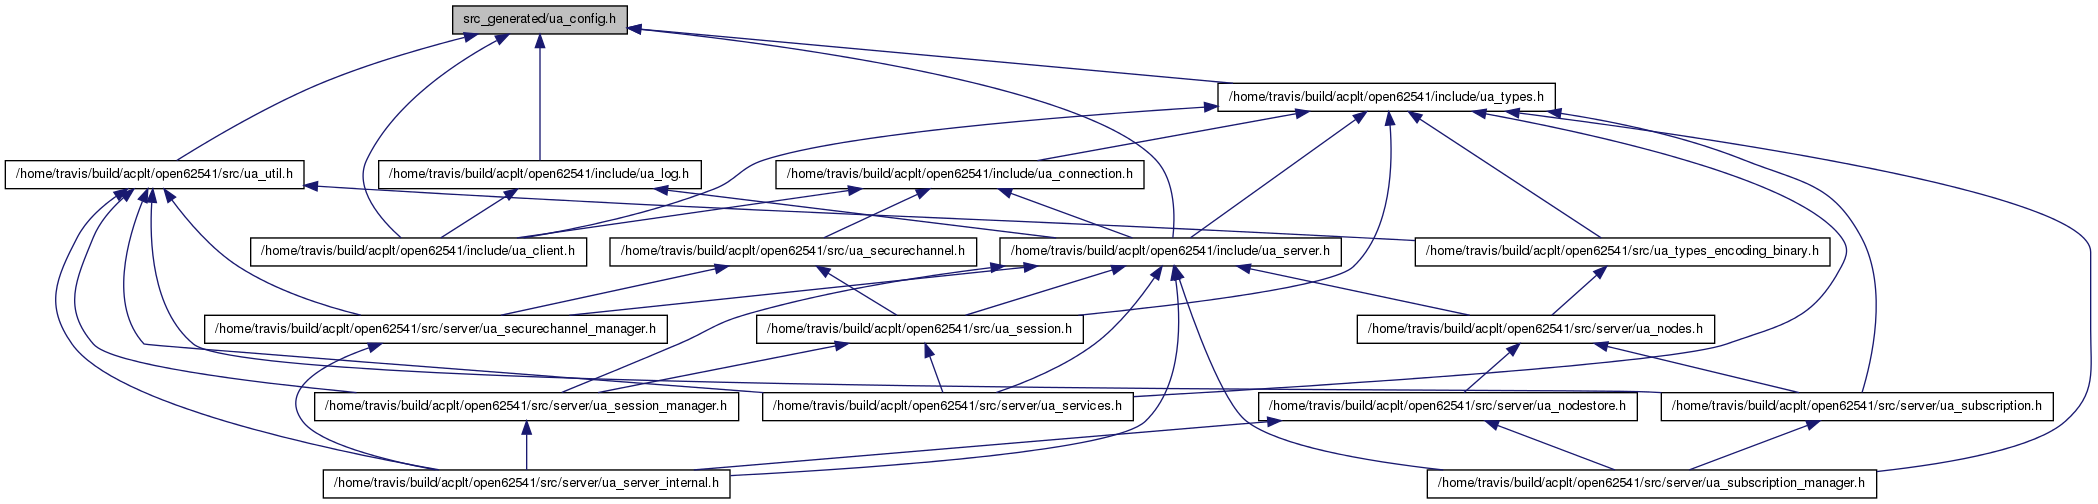 src_generated/ua_config.h
/home/travis/build/acplt/open62541/include/ua_types.h
/home/travis/build/acplt/open62541/src/ua_util.h
/home/travis/build/acplt/open62541/include/ua_log.h
/home/travis/build/acplt/open62541/include/ua_connection.h
/home/travis/build/acplt/open62541/include/ua_client.h
/home/travis/build/acplt/open62541/src/ua_securechannel.h
/home/travis/build/acplt/open62541/include/ua_server.h
/home/travis/build/acplt/open62541/src/ua_types_encoding_binary.h
/home/travis/build/acplt/open62541/src/server/ua_securechannel_manager.h
/home/travis/build/acplt/open62541/src/ua_session.h
/home/travis/build/acplt/open62541/src/server/ua_nodes.h
/home/travis/build/acplt/open62541/src/server/ua_session_manager.h
/home/travis/build/acplt/open62541/src/server/ua_services.h
/home/travis/build/acplt/open62541/src/server/ua_nodestore.h
/home/travis/build/acplt/open62541/src/server/ua_subscription.h
/home/travis/build/acplt/open62541/src/server/ua_server_internal.h
/home/travis/build/acplt/open62541/src/server/ua_subscription_manager.h